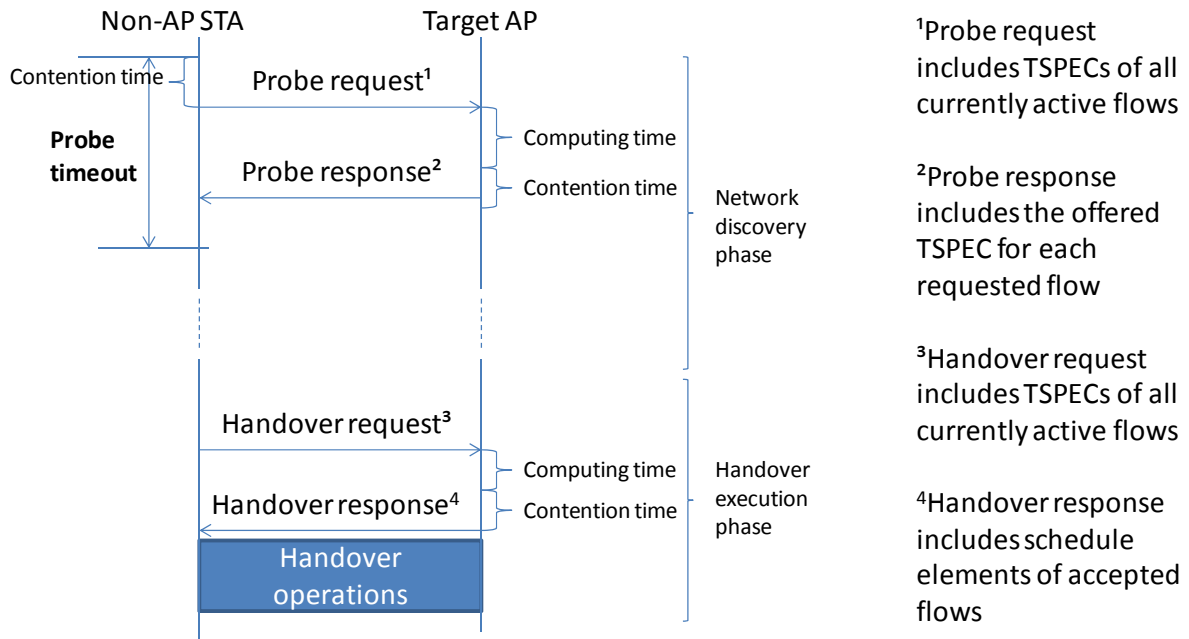 Non-AP STA
Target AP
Contention time
Probe request¹
Computing time
Probe
timeout
Probe response²
Contention time
Network
discovery
phase
Handover request³
Computing time
Handover response⁴
Contention time
Handover
execution
phase
Handover
operations
¹Probe request
includes TSPECs of all
currently active flows
²Probe response
includes the offered
TSPEC for each
requested flow
³Handover request
includes TSPECs of all
currently active flows
⁴Handover response
includes schedule
elements of accepted
flows